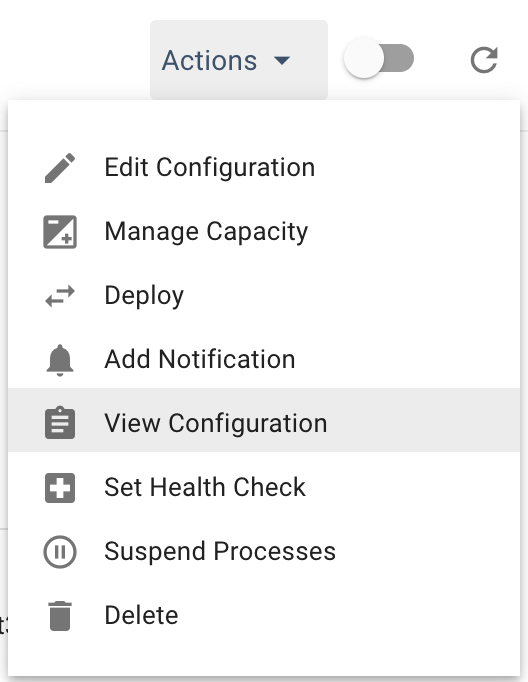 Actions
Edit Configuration
Manage Capacity
Deploy
Add Notification
View Configuration
Set Health Check
Suspend Processes
Delete